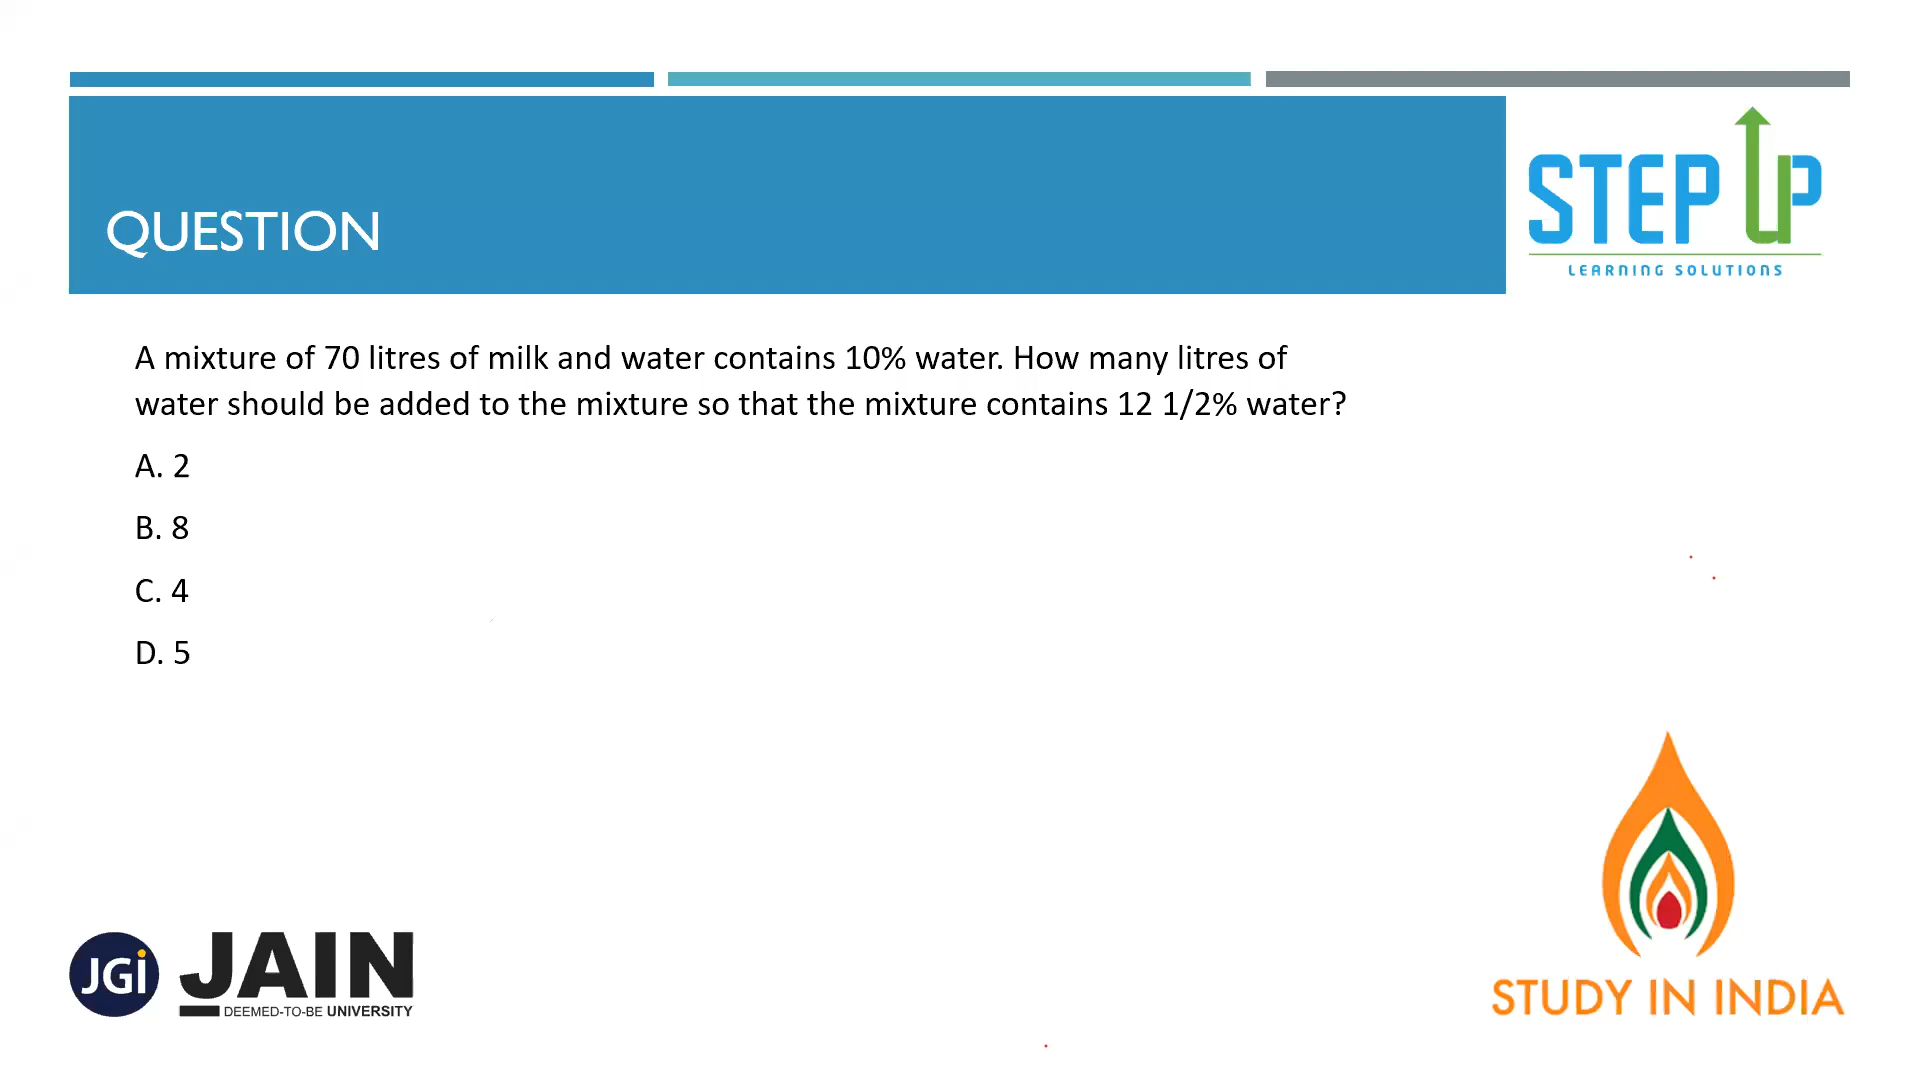 STEP UP
LEARNING SOLUTIONS
QUESTION
A mixture of 70 litres of milk and water contains 10% water. How many litres of
water should be added to the mixture so that the mixture contains 12 1/2% water?
A. 2
B. 8
C. 4
D. 5
JGi JAIN
DEEMED-TO-BE UNIVERSITY
STUDY IN INDIA